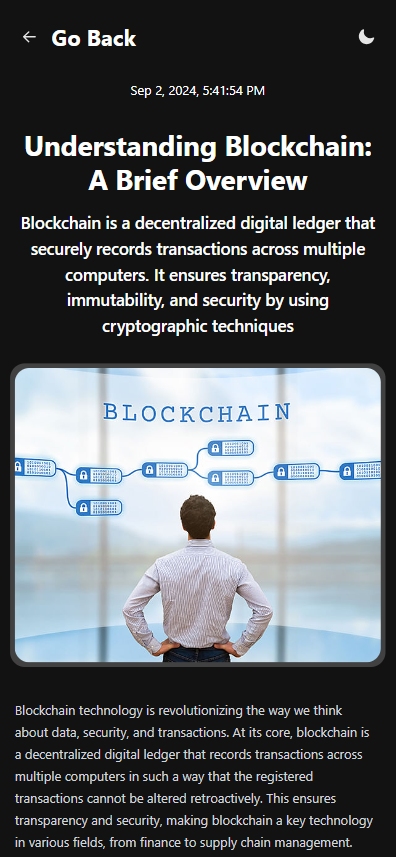 Go Back
Sep 2, 2024, 5:41:54 PM
Understanding Blockchain:
A Brief Overview
Blockchain is a decentralized digital ledger that
securely records transactions across multiple
computers. It ensures transparency,
immutability, and security by using
cryptographic techniques
BLOCKCHAIN
Blockchain technology is revolutionizing the way we think
about data, security, and transactions. At its core, blockchain is
a decentralized digital ledger that records transactions across
multiple computers in such a way that the registered
transactions cannot be altered retroactively. This ensures
transparency and security, making blockchain a key technology
in various fields, from finance to supply chain management.